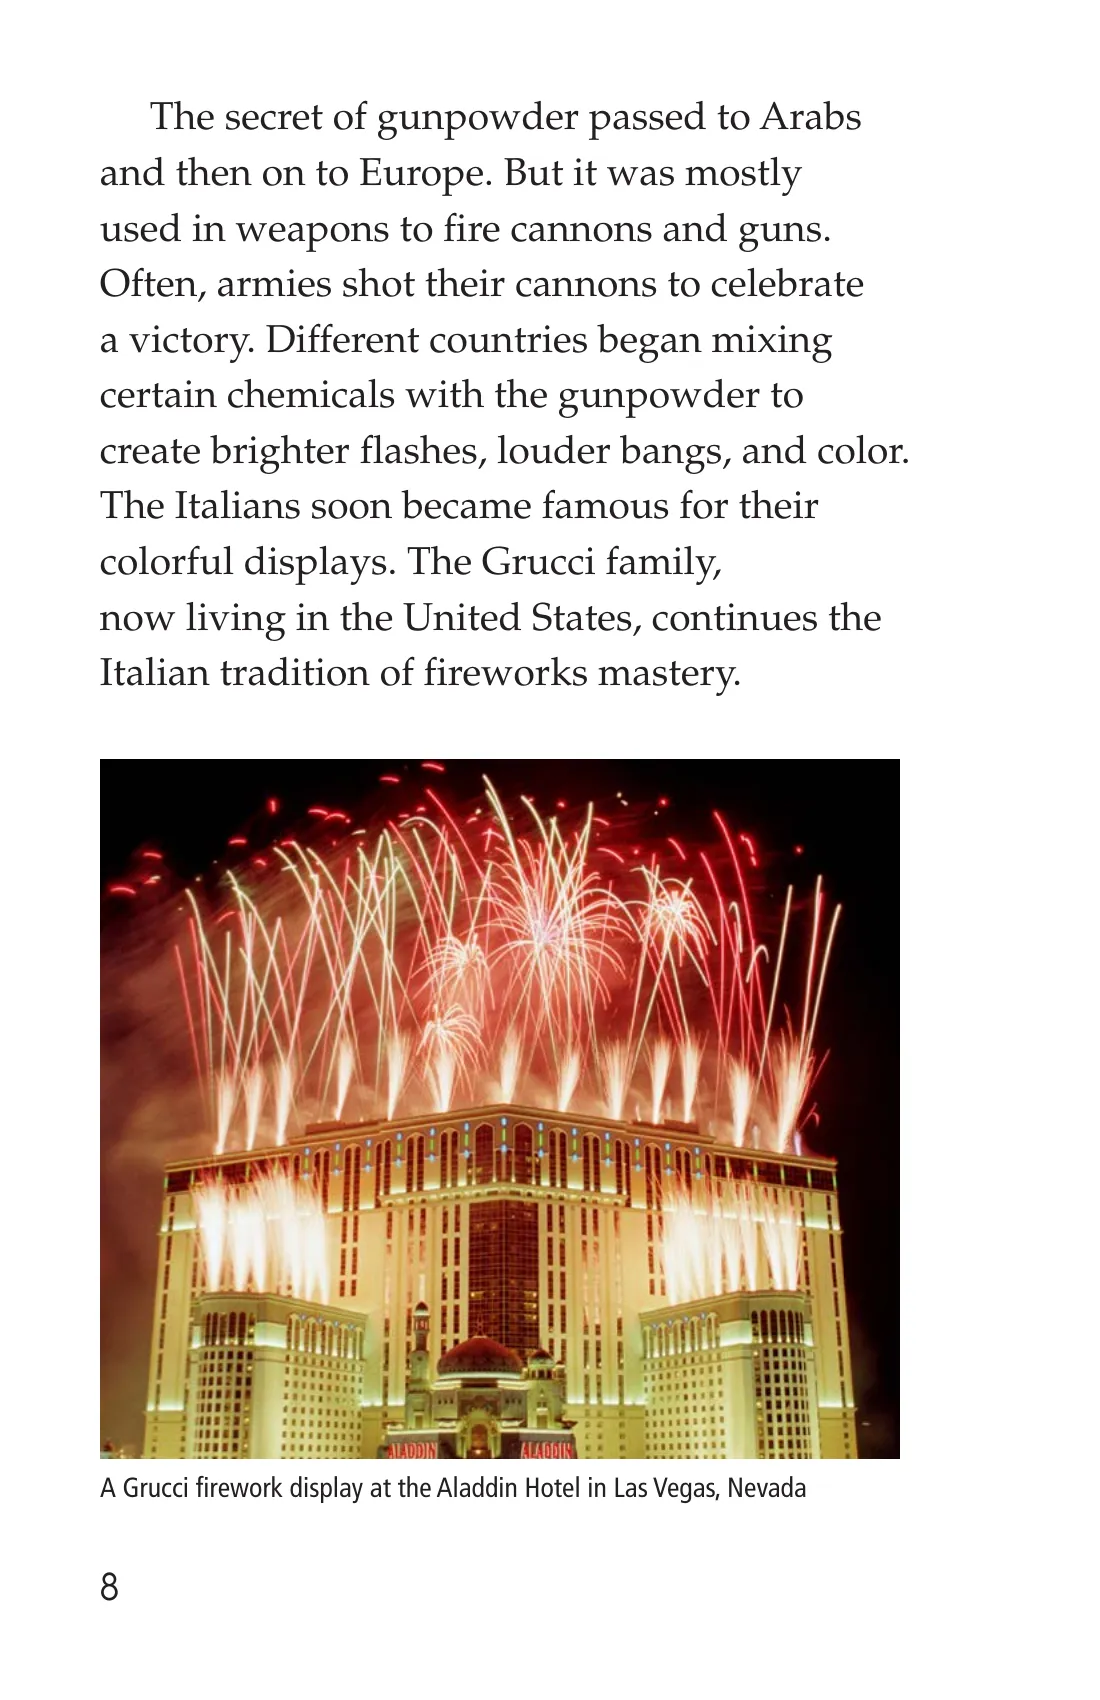 The secret of gunpowder passed to Arabs
and then on to Europe. But it was mostly
used in weapons to fire cannons and guns.
Often, armies shot their cannons to celebrate
a victory. Different countries began mixing
certain chemicals with the gunpowder to
create brighter flashes, louder bangs, and color.
The Italians soon became famous for their
colorful displays. The Grucci family,
now living in the United States, continues the
Italian tradition of fireworks mastery.
ALADDIN ALADDIN
A Grucci firework display at the Aladdin Hotel in Las Vegas, Nevada
8